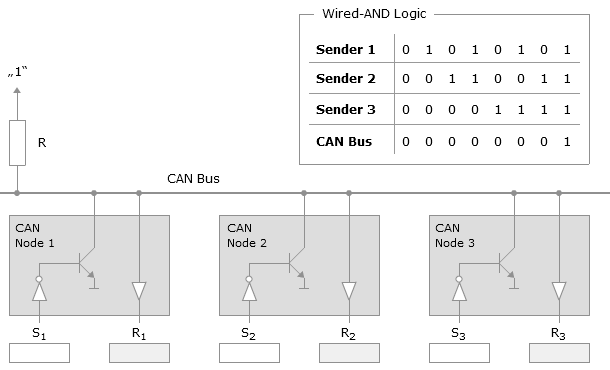 Wired-AND Logic
Sender 1 0 1 0 1 0 1 0 1
Sender 2 0 0 1 1 0 0 1 1
Sender 3 0 0 0 0 1 1 1 1
CAN Bus 0 0 0 0 0 0 0 1
„1“
R
CAN Bus
CAN
Node 1
CAN
Node 2
CAN
Node 3
S1 R1 S2 R2 S3 R3